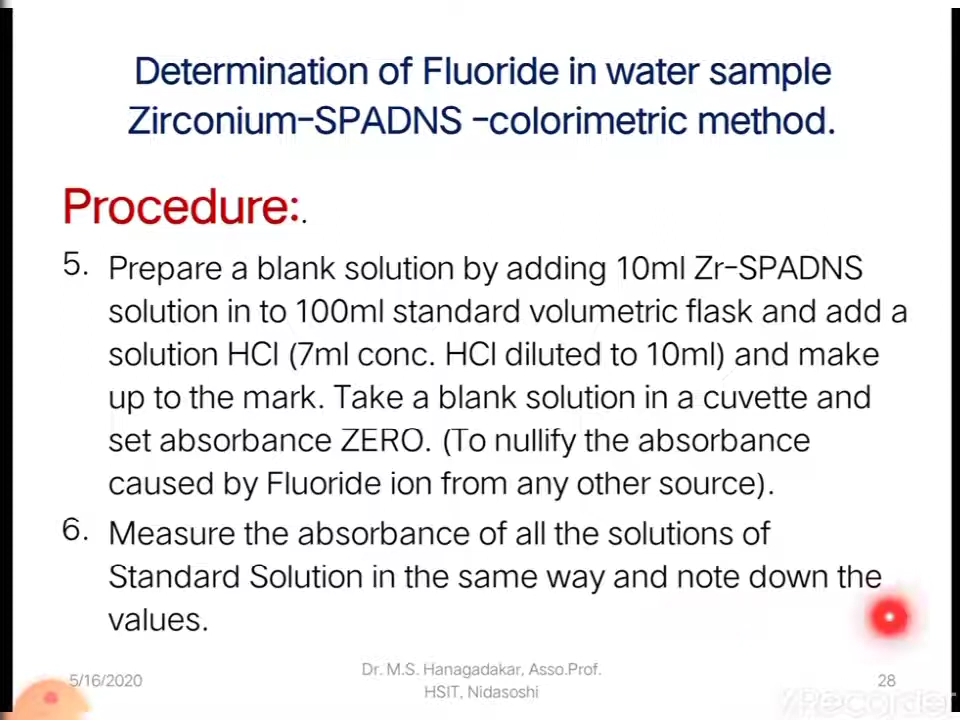 Determination of Fluoride in water sample
Zirconium-SPADNS -colorimetric method.
Procedure:.
5. Prepare a blank solution by adding 10ml Zr-SPADNS
solution in to 100ml standard volumetric flask and add a
solution HCl (7ml conc. HCl diluted to 10ml) and make
up to the mark. Take a blank solution in a cuvette and
set absorbance ZERO. (To nullify the absorbance
caused by Fluoride ion from any other source).
6. Measure the absorbance of all the solutions of
Standard Solution in the same way and note down the
values.
5/16/2020
Dr. M.S. Hanagadakar, Asso.Prof.
HSIT, Nidasoshi
28